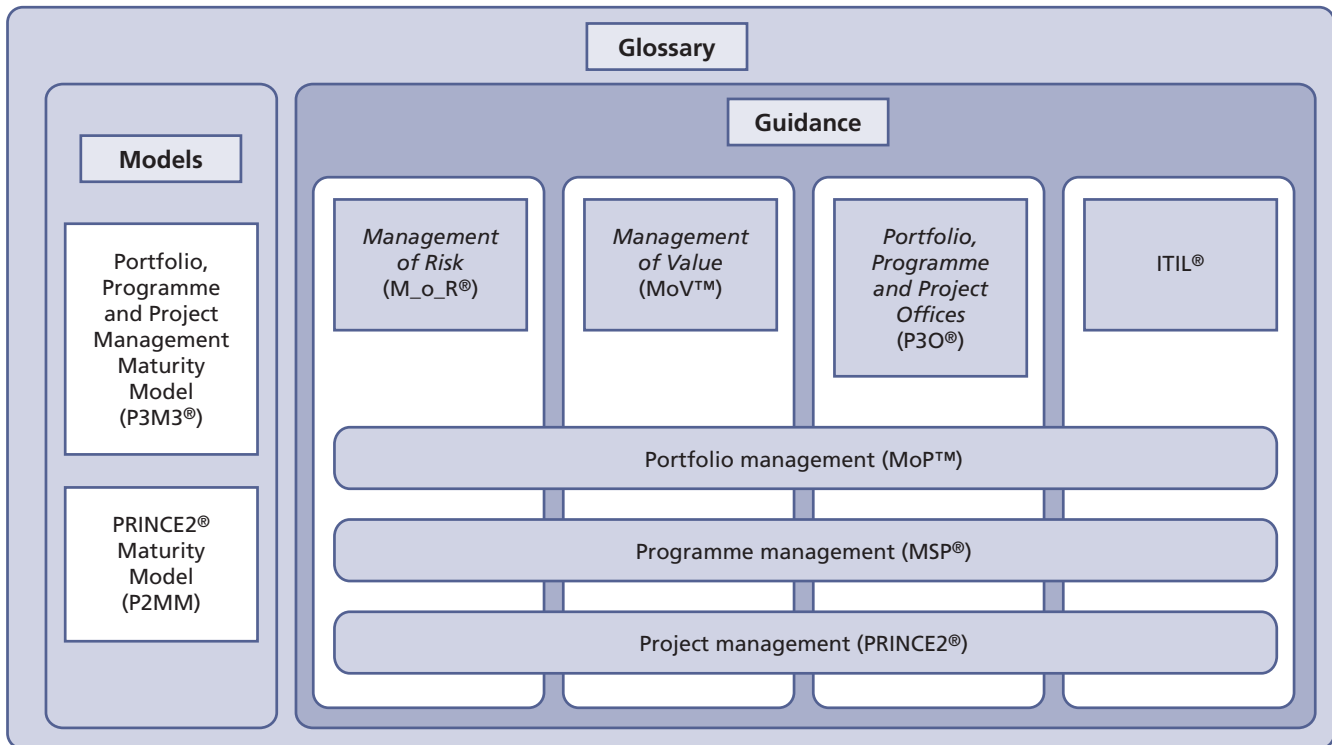 Glossary
Models
Portfolio,
Programme
and Project
Management
Maturity
Model
(P3M3®)
PRINCE2®
Maturity
Model
(P2MM)
Guidance
Management
of Risk
(M_o_R®)
Management
of Value
(MoV™)
Portfolio,
Programme
and Project
Offices
(P3O®)
ITIL®
Portfolio management (MoP™)
Programme management (MSP®)
Project management (PRINCE2®)